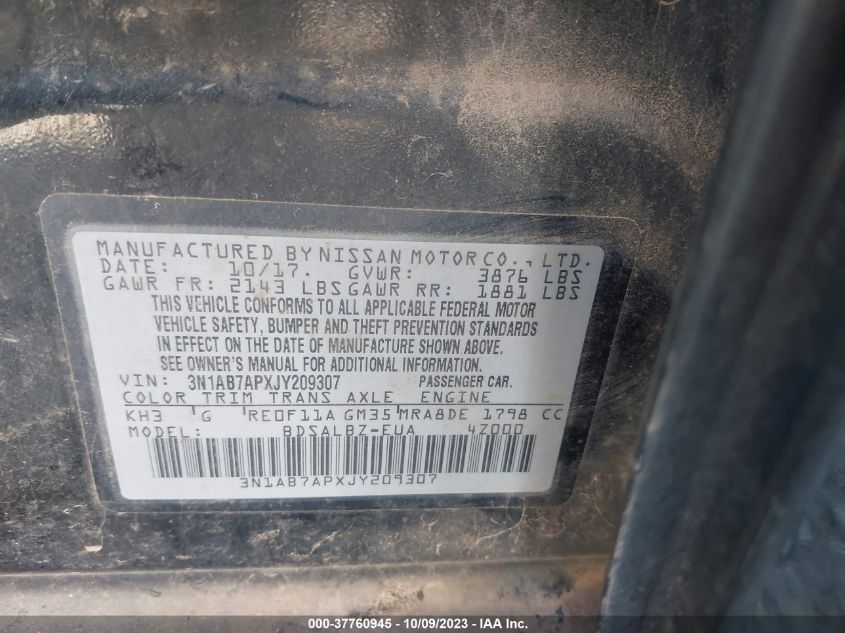 MANUFACTURED BY NISSAN MOTOR CO., LTD.
DATE: 10/17. GVWR: 3876 LBS
GAWR FR: 2143 LBS GAWR RR: 1881 LBS
THIS VEHICLE CONFORMS TO ALL APPLICABLE FEDERAL MOTOR
VEHICLE SAFETY, BUMPER AND THEFT PREVENTION STANDARDS
IN EFFECT ON THE DATE OF MANUFACTURE SHOWN ABOVE.
SEE OWNER'S MANUAL FOR ADDITIONAL INFORMATION.
VIN: 3N1AB7APXJY209307 PASSENGER CAR.
COLOR TRIM TRANS AXLE ENGINE
KH3 G RE0F11A GM35 MRA8DE 1798 CC
MODEL: BDSALBZ-EUA 4Z000
3N1AB7APXJY209307
000-37760945 - 10/09/2023 - IAA Inc.